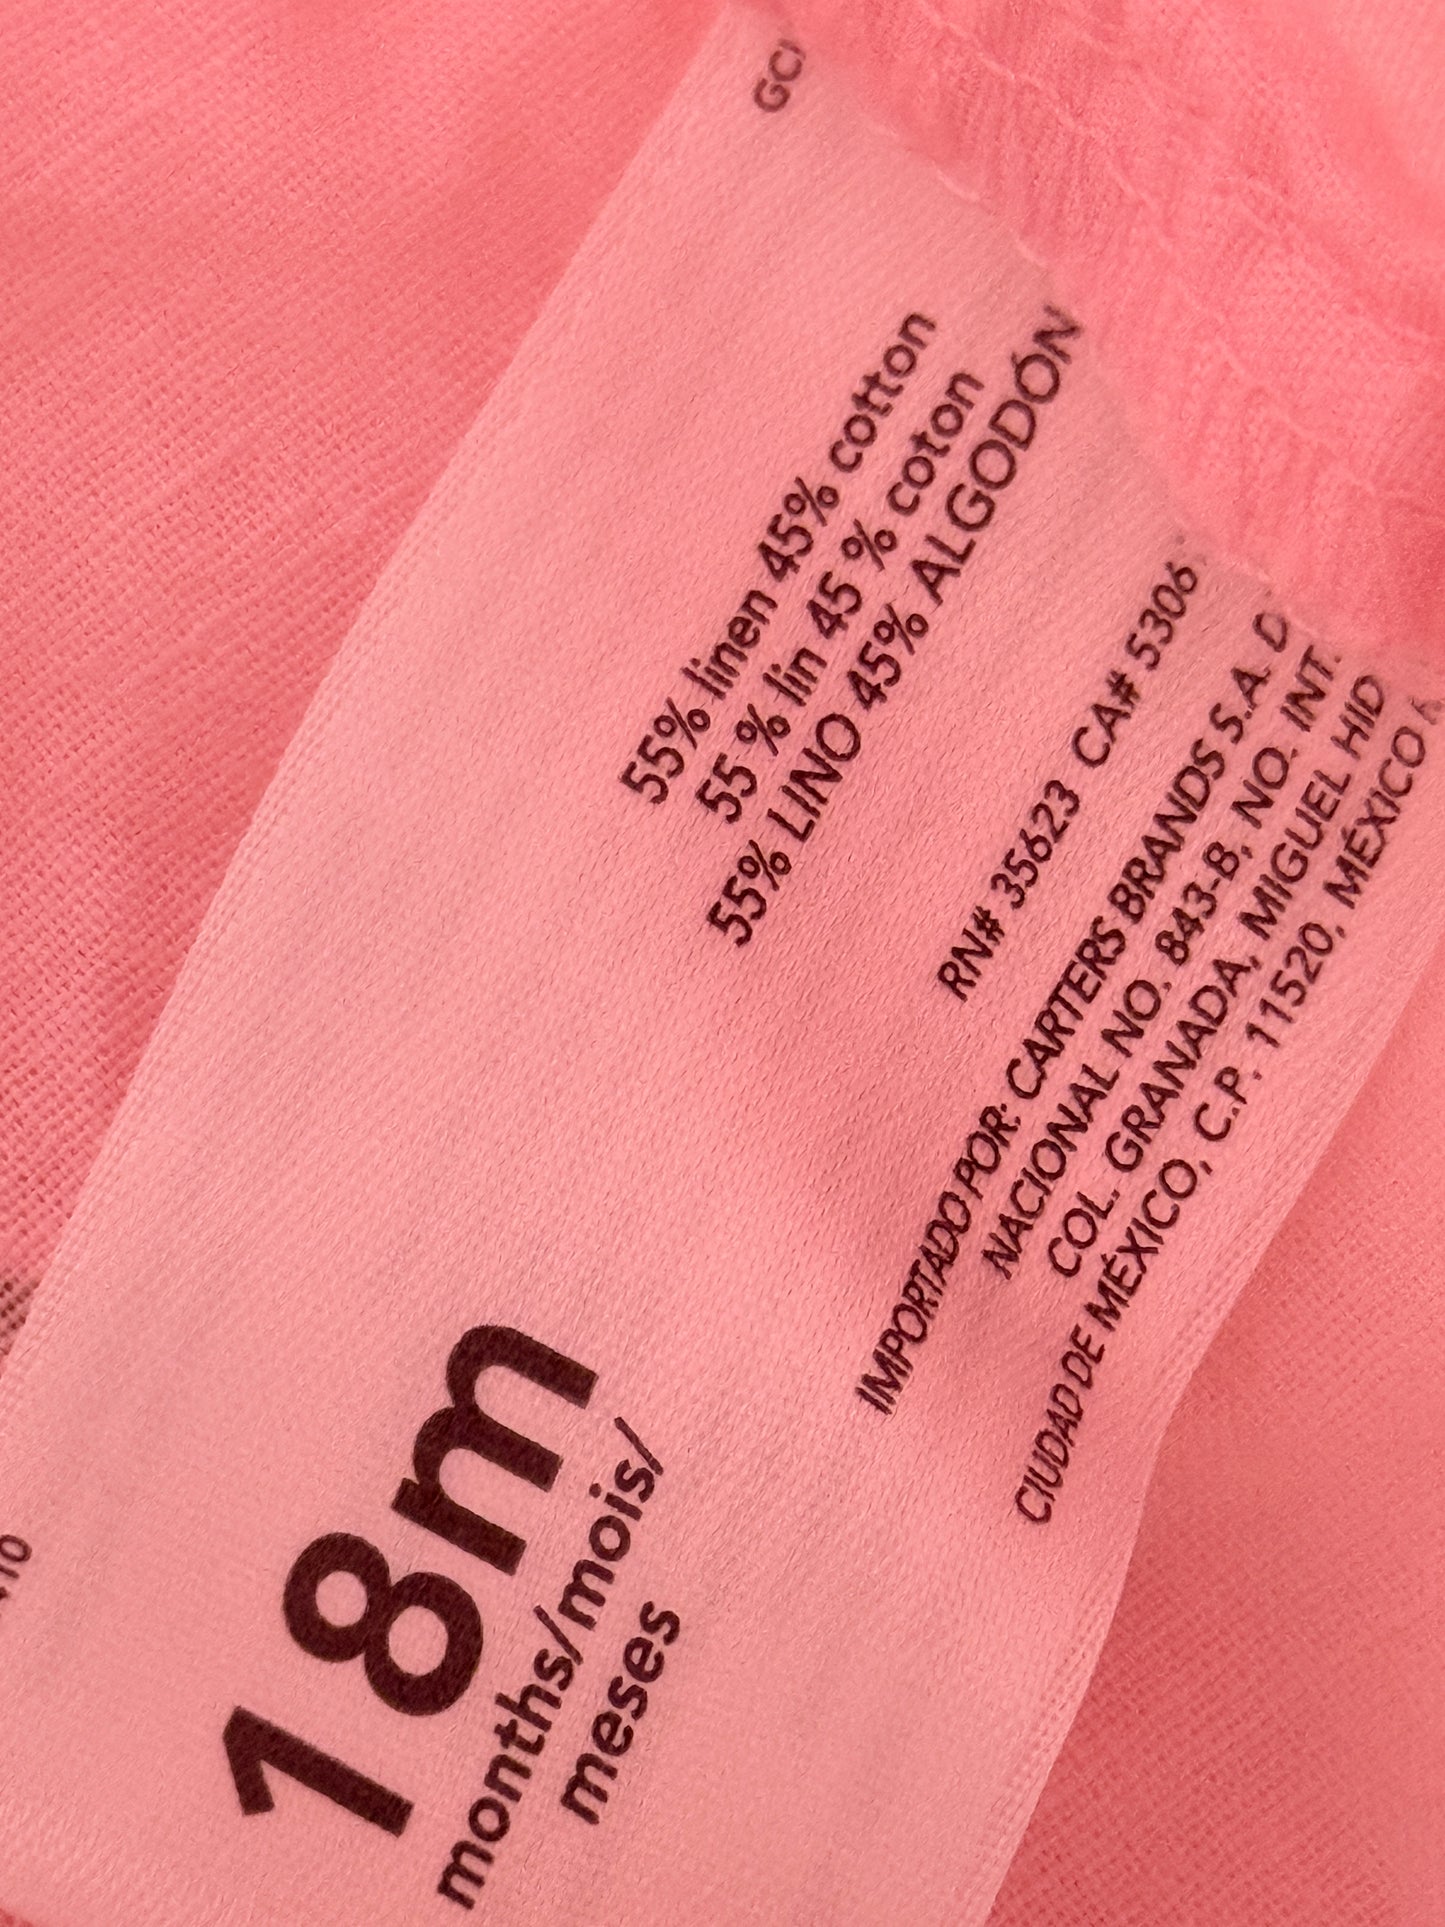 55% linen 45% cotton
55 % lin 45 % coton
55% LINO 45% ALGODÓN
RN# 35623 CA# 5306
IMPORTADO POR: CARTERS BRANDS S.A. D
NACIONAL NO. 843-B, NO. INT.
COL. GRANADA, MIGUEL HID
CIUDAD DE MÉXICO, C.P. 11520, MÉXICO
18m
months/mois/
meses